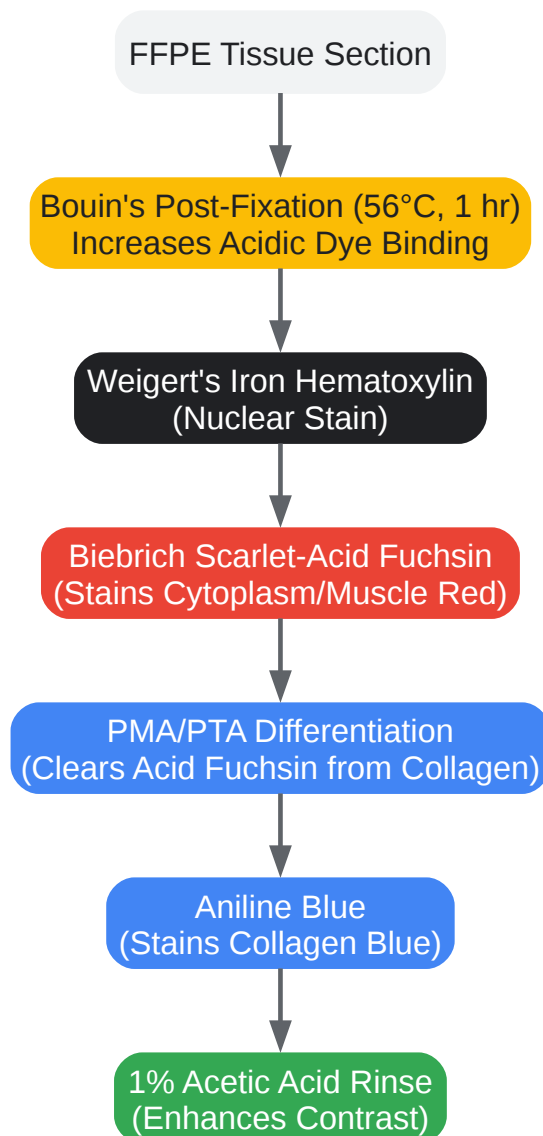 FFPE Tissue Section
Bouin's Post-Fixation (56°C, 1 hr)
Increases Acidic Dye Binding
Weigert's Iron Hematoxylin
(Nuclear Stain)
Biebrich Scarlet-Acid Fuchsin
(Stains Cytoplasm/Muscle Red)
PMA/PTA Differentiation
(Clears Acid Fuchsin from Collagen)
Aniline Blue
(Stains Collagen Blue)
1% Acetic Acid Rinse
(Enhances Contrast)